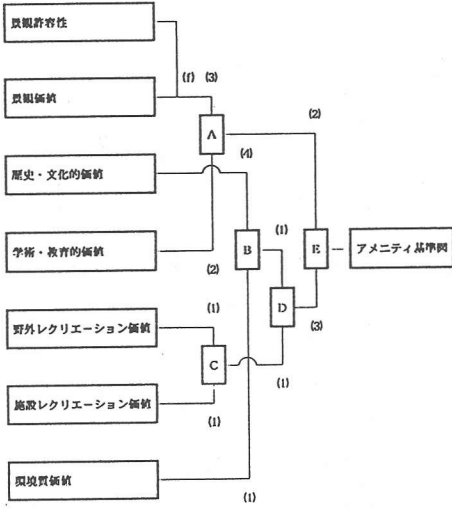 景観許容性
景観価値
(f)
(3)
(2)
A
(4)
歴史・文化的価値
学術・教育的価値
(2)
B
(1)
E
アメニティ基準図
野外レクリエーション価値
(1)
D
(3)
C
(1)
施設レクリエーション価値
(1)
環境質価値
(1)